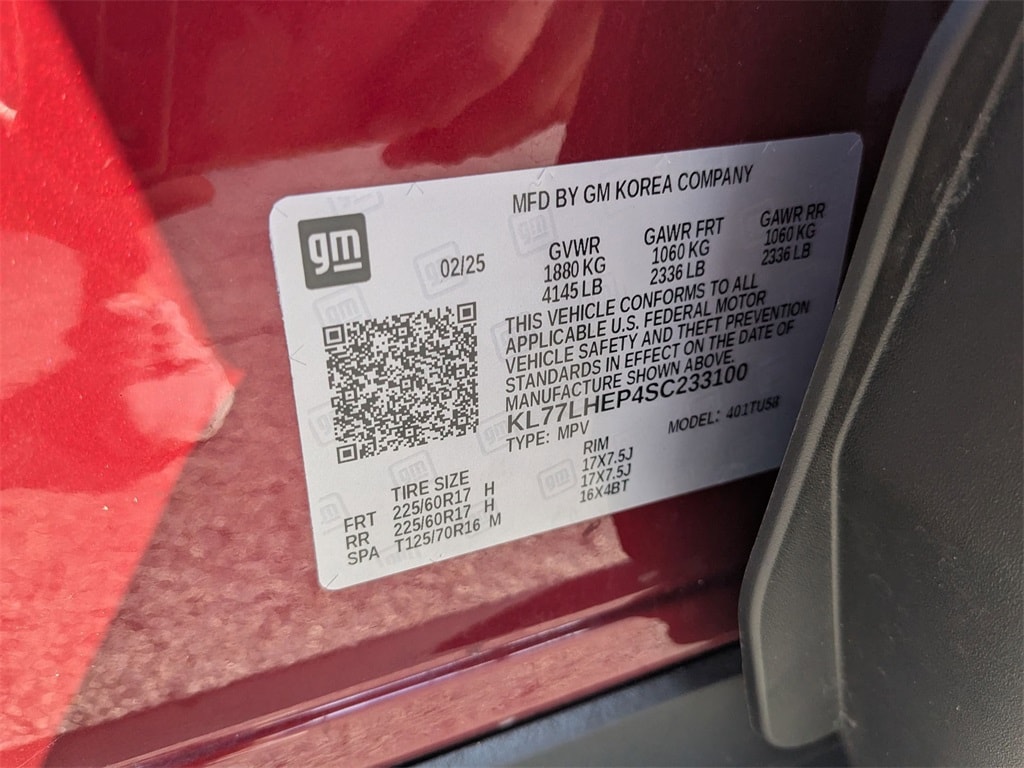 MFD BY GM KOREA COMPANY
gm
02/25
GVWR
1880 KG
4145 LB
GAWR FRT
1060 KG
2336 LB
GAWR RR
1060 KG
2336 LB
THIS VEHICLE CONFORMS TO ALL
APPLICABLE U.S. FEDERAL MOTOR
VEHICLE SAFETY AND THEFT PREVENTION
STANDARDS IN EFFECT ON THE DATE OF
MANUFACTURE SHOWN ABOVE.
KL77LHEP4SC233100
TYPE: MPV
MODEL: 401TU58
TIRE SIZE
RIM
FRT 225/60R17 H 17X7.5J
RR 225/60R17 H 17X7.5J
SPA T125/70R16 M 16X4BT